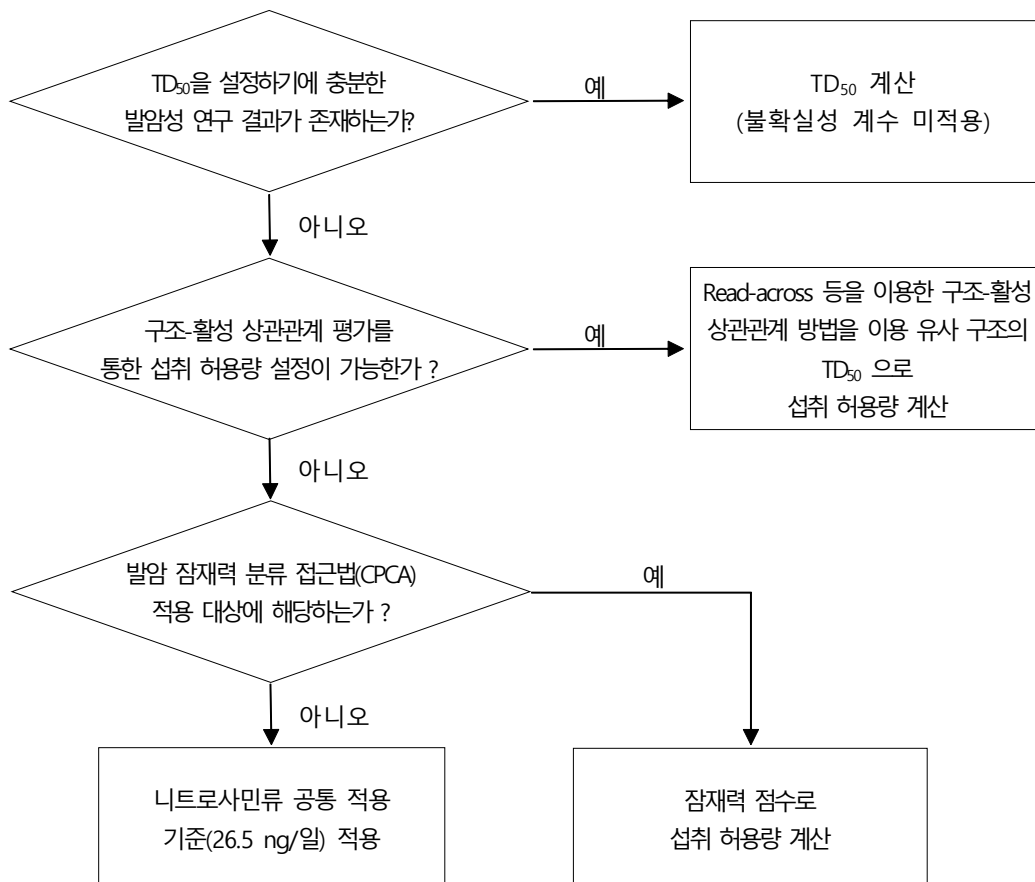 TD₅₀을 설정하기에 충분한
발암성 연구 결과가 존재하는가?
예
TD₅₀ 계산
(불확실성 계수 미적용)
아니오
구조-활성 상관관계 평가를
통한 섭취 허용량 설정이 가능한가 ?
예
Read-across 등을 이용한 구조-활성
상관관계 방법을 이용 유사 구조의
TD₅₀ 으로
섭취 허용량 계산
아니오
발암 잠재력 분류 접근법(CPCA)
적용 대상에 해당하는가 ?
예
아니오
니트로사민류 공통 적용
기준(26.5 ng/일) 적용
잠재력 점수로
섭취 허용량 계산